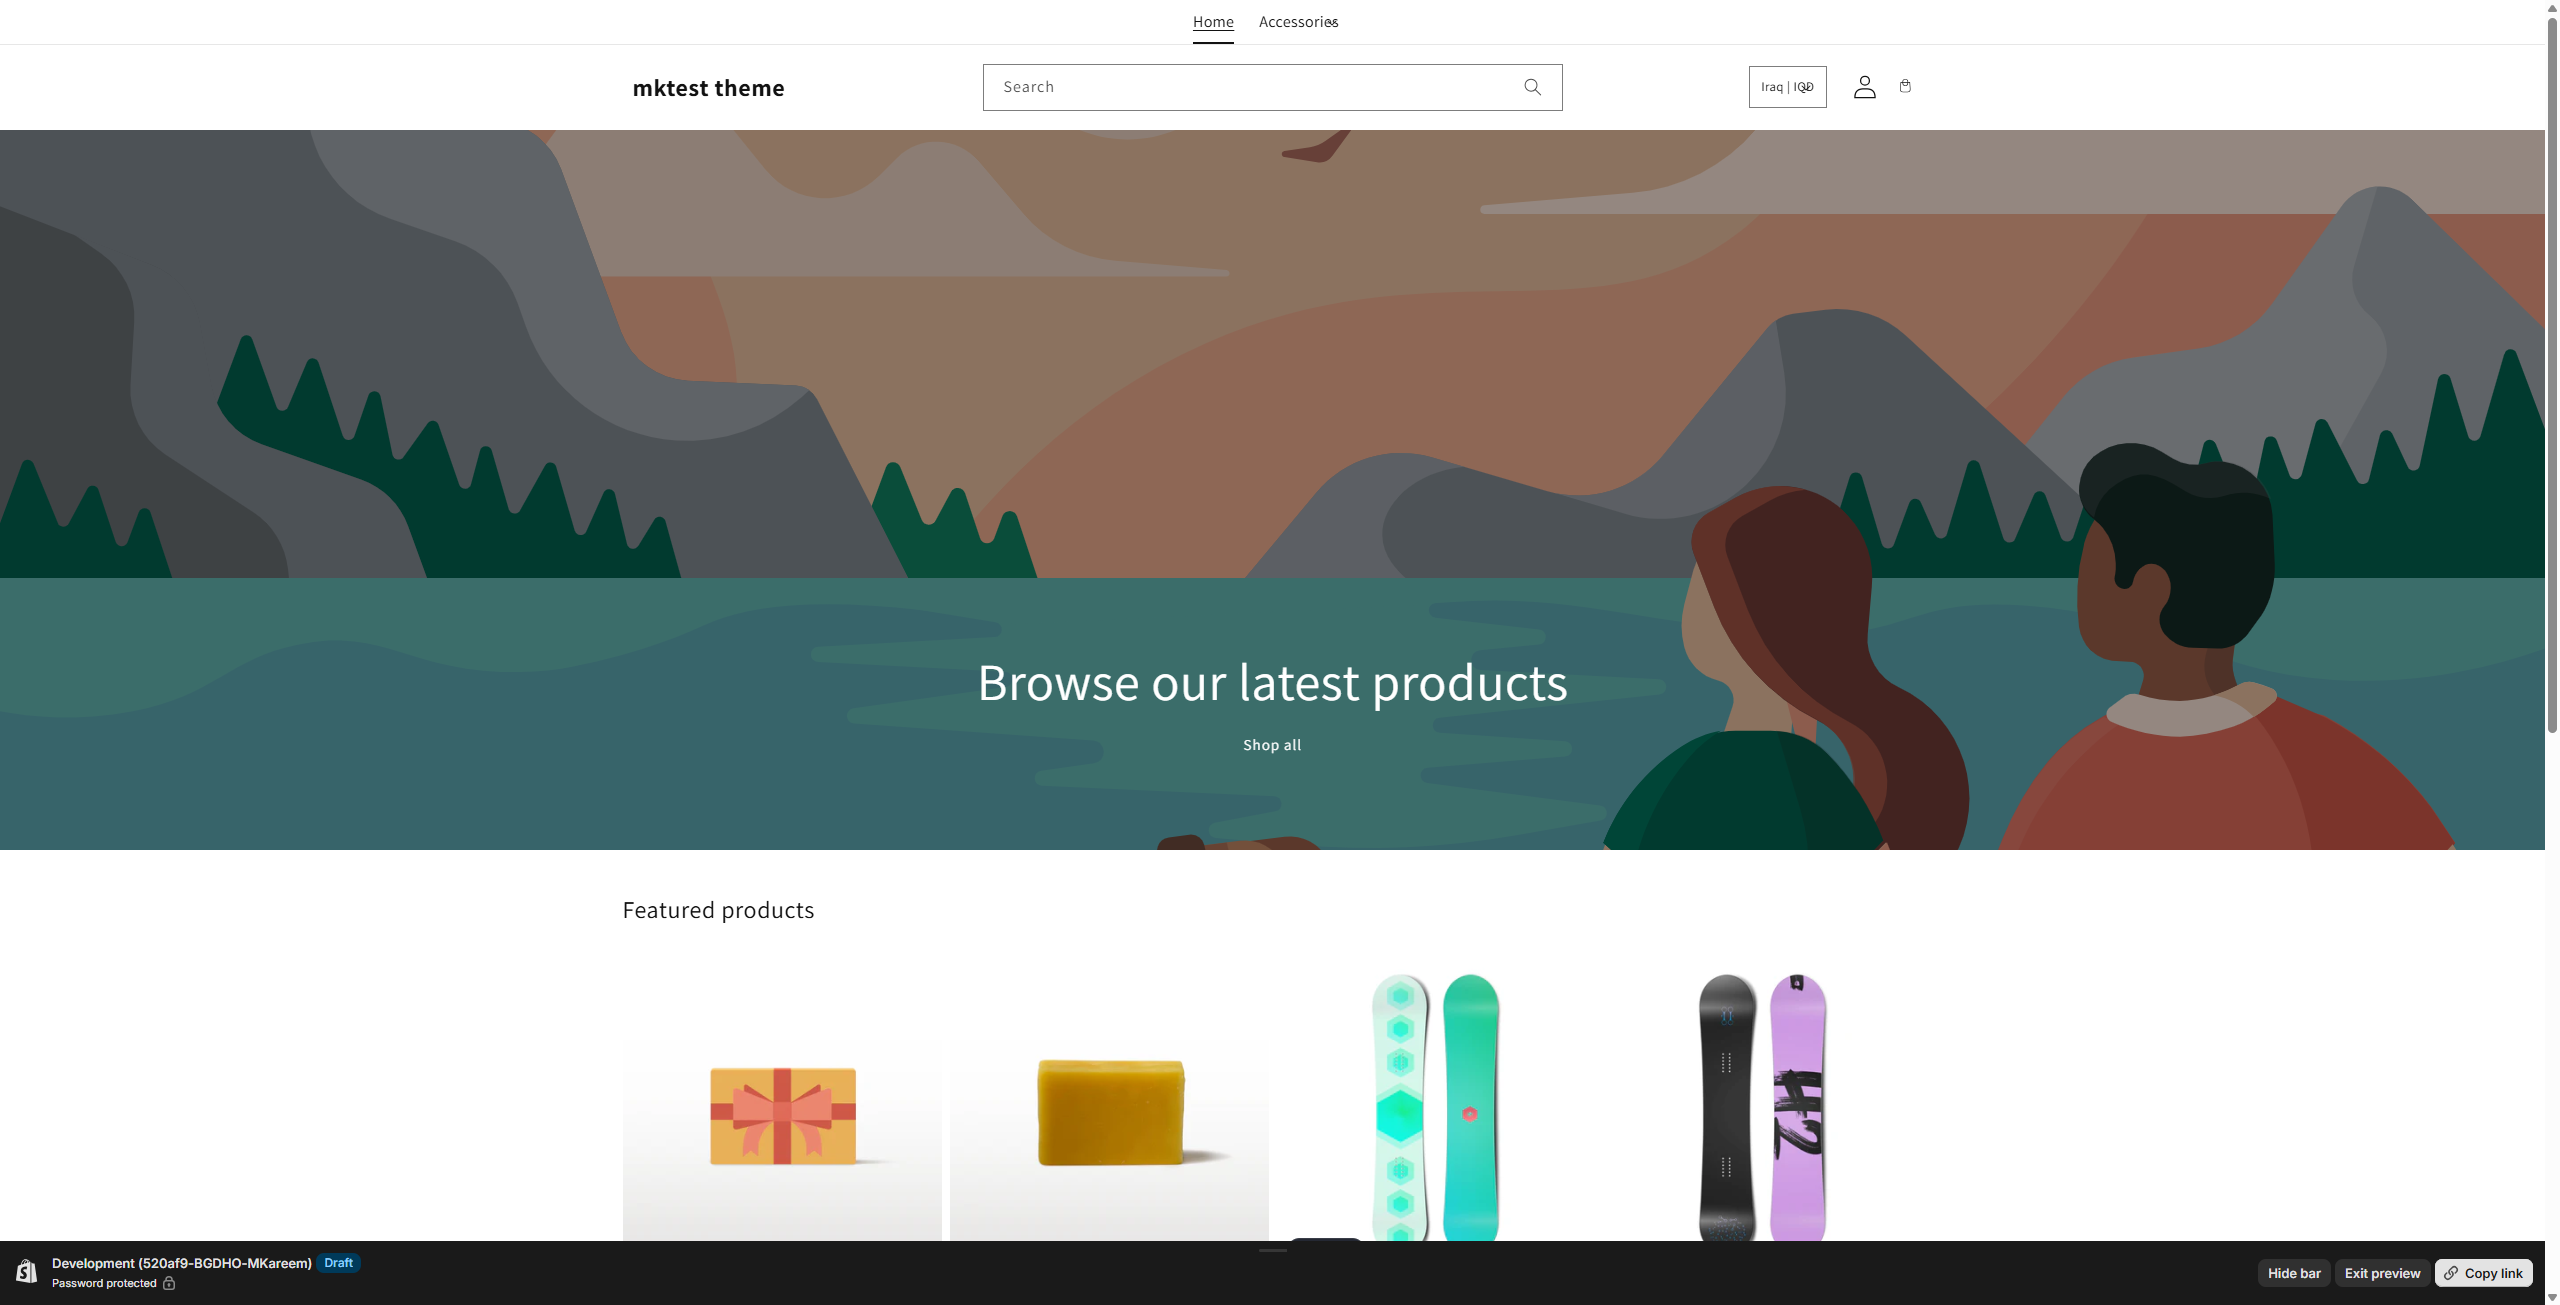 Home Accessories
mktest theme
Search
Iraq | IQD
Browse our latest products
Shop all
Featured products
Development (520af9-BGDHO-MKareem) Draft
Password protected
Hide bar Exit preview Copy link